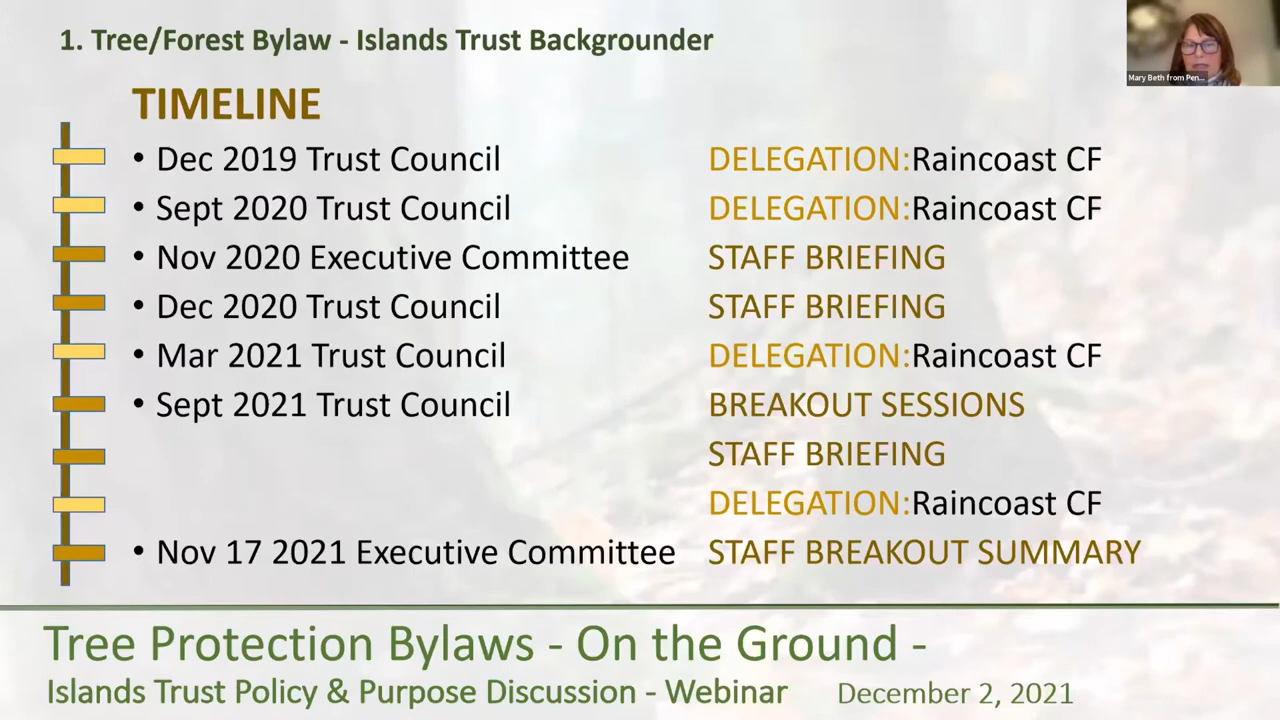 1. Tree/Forest Bylaw - Islands Trust Backgrounder
Mary Beth from Pen...
TIMELINE
• Dec 2019 Trust Council DELEGATION:Raincoast CF
• Sept 2020 Trust Council DELEGATION:Raincoast CF
• Nov 2020 Executive Committee STAFF BRIEFING
• Dec 2020 Trust Council STAFF BRIEFING
• Mar 2021 Trust Council DELEGATION:Raincoast CF
• Sept 2021 Trust Council BREAKOUT SESSIONS
STAFF BRIEFING
DELEGATION:Raincoast CF
• Nov 17 2021 Executive Committee STAFF BREAKOUT SUMMARY
Tree Protection Bylaws - On the Ground -
Islands Trust Policy & Purpose Discussion - Webinar December 2, 2021